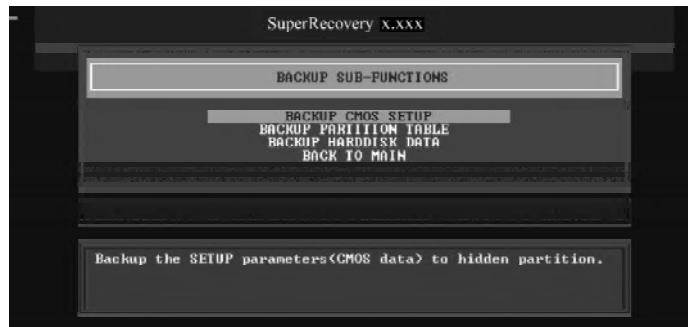 SuperRecovery x.xxx
BACKUP SUB-FUNCTIONS
BACKUP CMOS SETUP
BACKUP PARTITION TABLE
BACKUP HARDDISK DATA
BACK TO MAIN
Backup the SETUP parameters<CMOS data> to hidden partition.